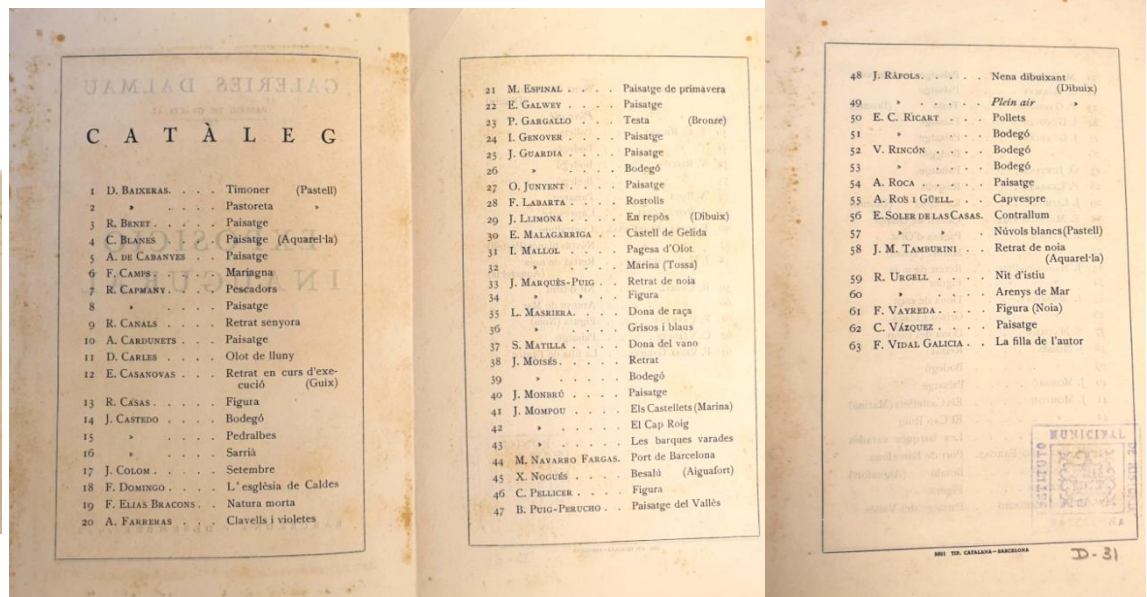 CATÀLEG
1 D. BAIXERAS. . . . Timoner (Pastell)
2 » . . . . Pastoreta »
3 R. BENET . . . . Paisatge
4 C. BLANES . . . . Paisatge (Aquarel·la)
5 A. DE CABANYES . . Paisatge
6 F. CAMPS . . . . Mariagna
7 R. CAPMANY . . . . Pescadors
8 » . . . . Paisatge
9 R. CANALS . . . . Retrat senyora
10 A. CARDUNETS . . . Paisatge
11 D. CARLES . . . . Olot de lluny
12 E. CASANOVAS . . . Retrat en curs d'exe-
cució (Guix)
13 R. CASAS . . . . . Figura
14 J. CASTEDO . . . . Bodegó
15 » . . . . Pedralbes
16 » . . . . Sarrià
17 J. COLOM . . . . . Setembre
18 F. DOMINGO . . . . L'esglèsia de Caldes
19 F. ELIAS BRACONS . . Natura morta
20 A. FARRERAS . . . Clavells i violetes
21 M. ESPINAL . . . . Paisatge de primavera
22 E. GALWEY . . . . Paisatge
23 P. GARGALLO . . . . Testa (Bronze)
24 I. GENOVER . . . . Paisatge
25 J. GUARDIA . . . . Paisatge
26 » . . . . Bodegó
27 O. JUNYENT . . . . Paisatge
28 F. LABARTA . . . . Rostolls
29 J. LLIMONA . . . . En repòs (Dibuix)
30 E. MALAGARRIGA . . Castell de Gelida
31 I. MALLOL . . . . Pagesa d'Olot
32 » . . . . Marina (Tossa)
33 J. MARQUÈS-PUIG . . Retrat de noia
34 » » . . Figura
35 L. MASRIERA. . . . Dona de raça
36 » . . . . Grisos i blaus
37 S. MATILLA . . . . Dona del vano
38 J. MOISÉS. . . . . Retrat
39 » . . . . Bodegó
40 J. MONBRÚ . . . . Paisatge
41 J. MOMPOU . . . . Els Castellets (Marina)
42 » . . . . El Cap Roig
43 » . . . . Les barques varades
44 M. NAVARRO FARGAS. Port de Barcelona
45 X. NOGUÉS . . . . Besalú (Aiguafort)
46 C. PELLICER . . . . Figura
47 B. PUIG-PERUCHO . . Paisatge del Vallès
48 J. RÀFOLS. . . . . Nena dibuixant
(Dibuix)
49 » . . . . Plein air »
50 E. C. RICART . . . Pollets
51 » . . . . Bodegó
52 V. RINCÓN . . . . Bodegó
53 » . . . . Bodegó
54 A. ROCA . . . . . Paisatge
55 A. ROS I GÜELL. . . Capvespre
56 E. SOLER DE LAS CASAS. Contrallum
57 » » Núvols blancs (Pastell)
58 J. M. TAMBURINI . . Retrat de noia
(Aquarel·la)
59 R. URGELL . . . . Nit d'istiu
60 » . . . . Arenys de Mar
61 F. VAYREDA . . . . Figura (Noia)
62 C. VÁZQUEZ . . . . Paisatge
63 F. VIDAL GALICIA . . La filla de l'autor
INSTITUTO MUNICIPAL
TIP. CATALANA-BARCELONA
D-31